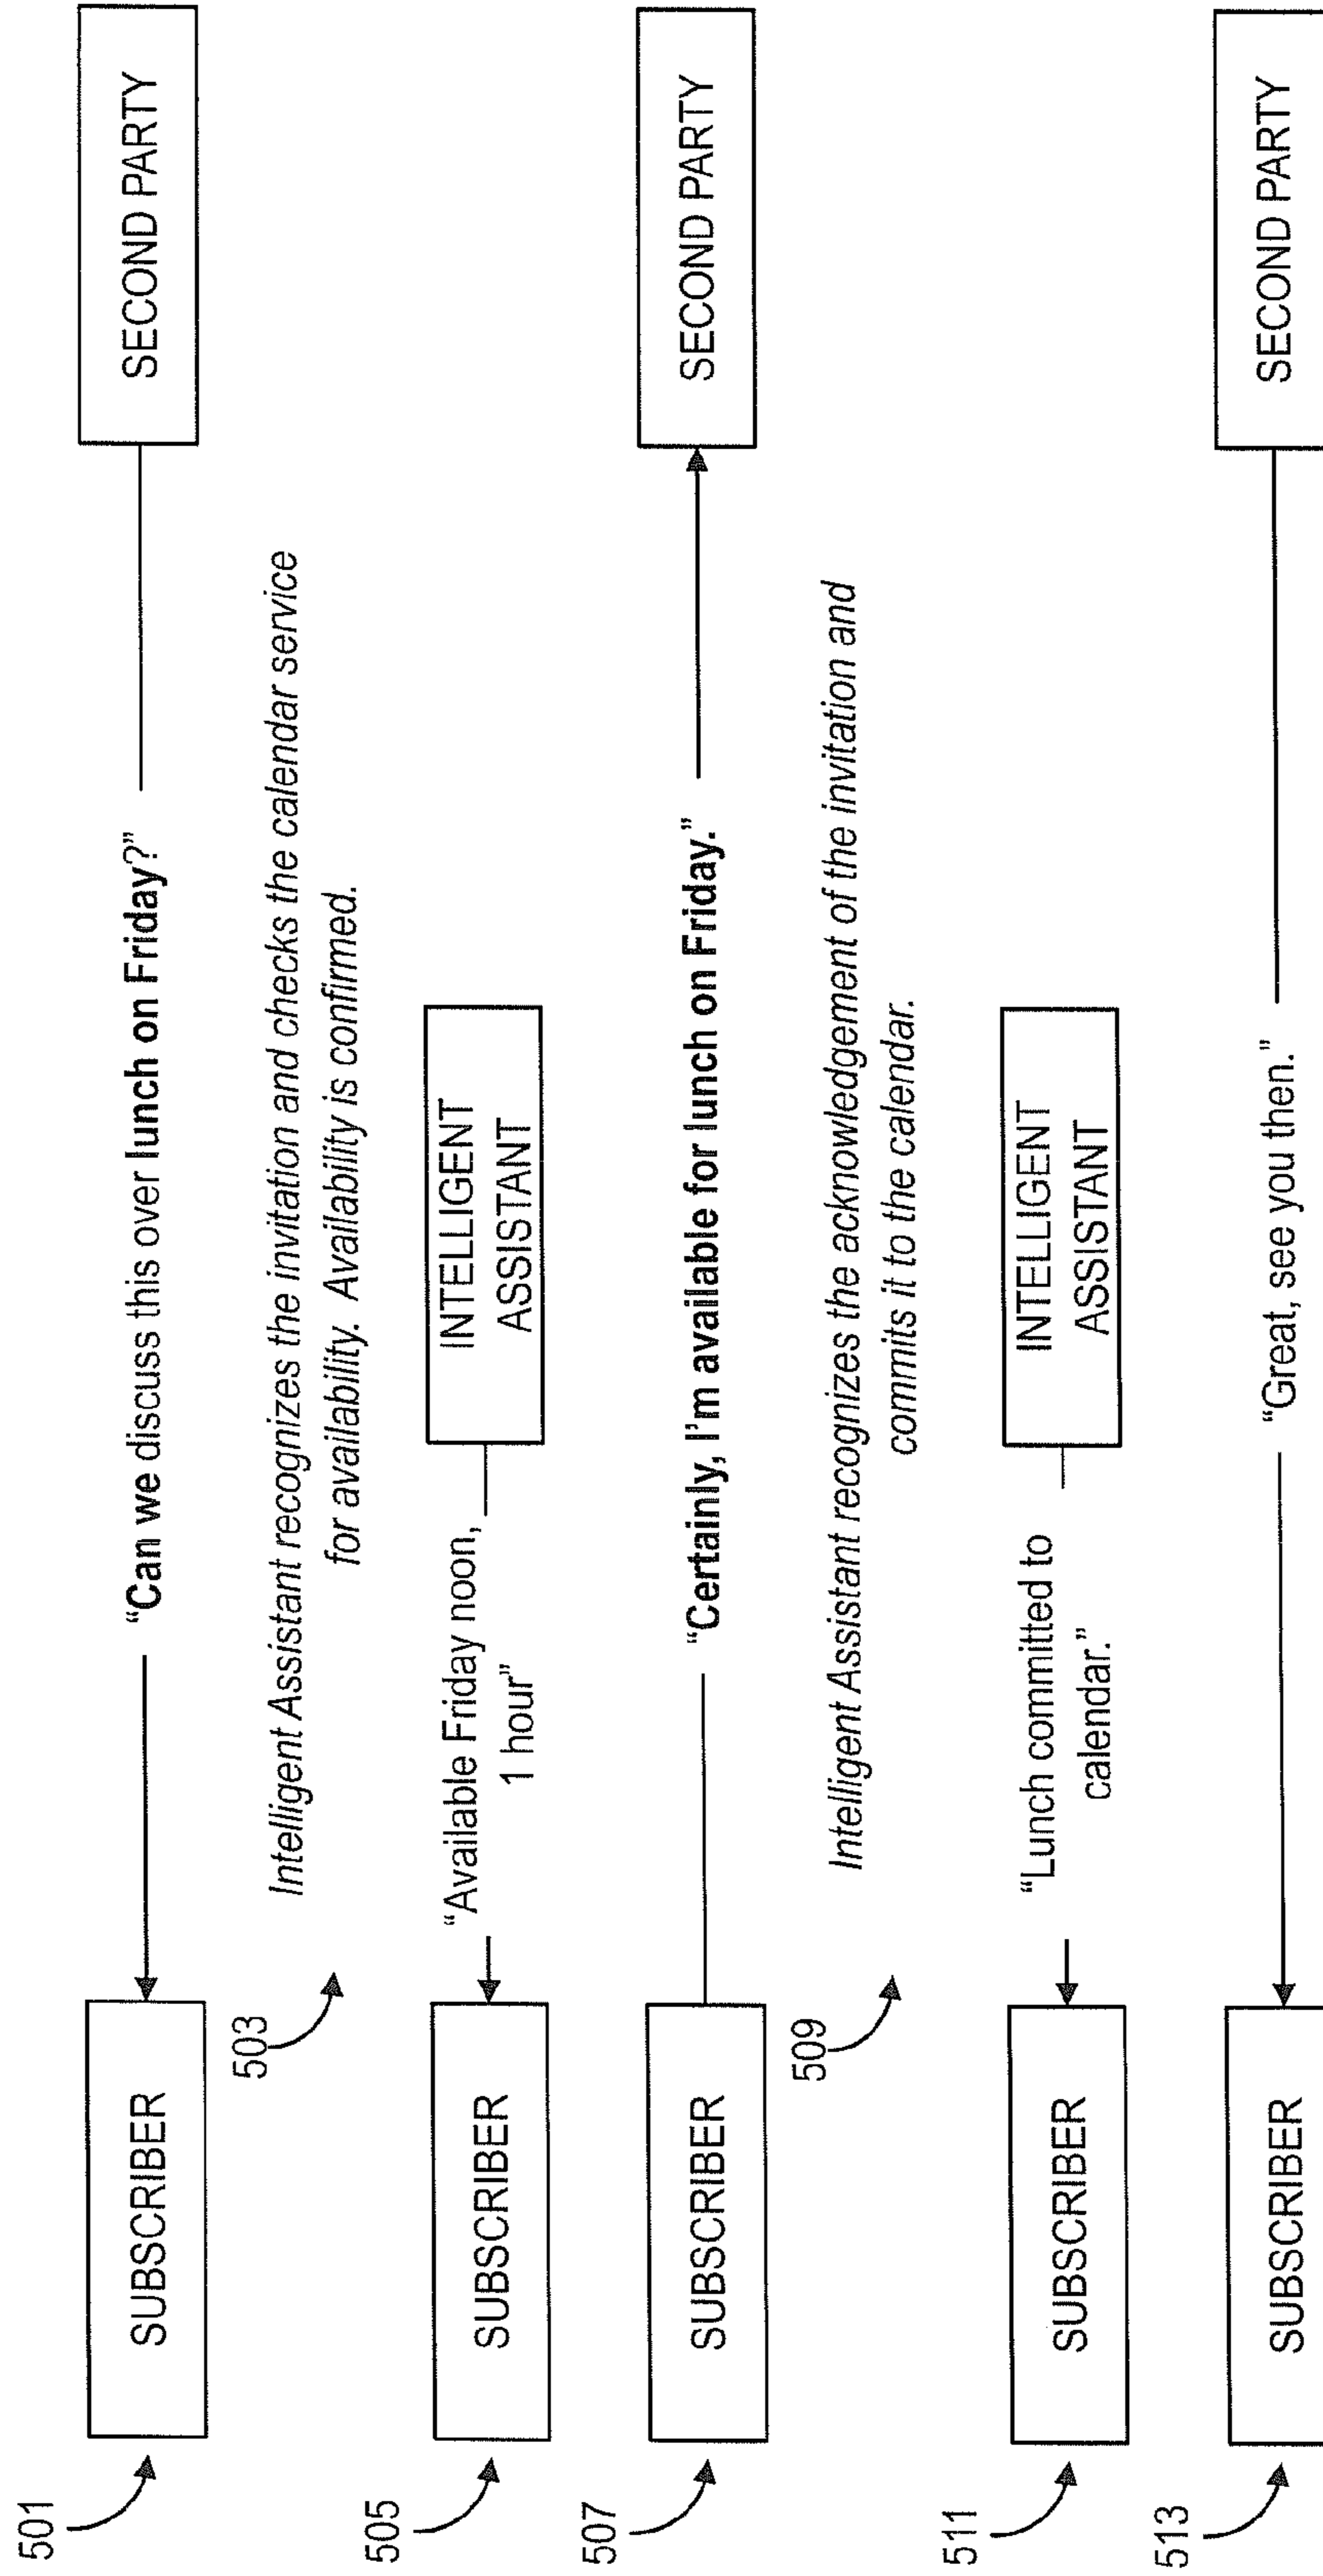 501
SUBSCRIBER
“Can we discuss this over lunch on Friday?”
SECOND PARTY
503
Intelligent Assistant recognizes the invitation and checks the calendar service
for availability. Availability is confirmed.
505
SUBSCRIBER
“Available Friday noon,
1 hour”
INTELLIGENT
ASSISTANT
507
SUBSCRIBER
“Certainly, I'm available for lunch on Friday.”
SECOND PARTY
509
Intelligent Assistant recognizes the acknowledgement of the invitation and
commits it to the calendar.
511
SUBSCRIBER
“Lunch committed to
calendar.”
INTELLIGENT
ASSISTANT
513
SUBSCRIBER
“Great, see you then.”
SECOND PARTY